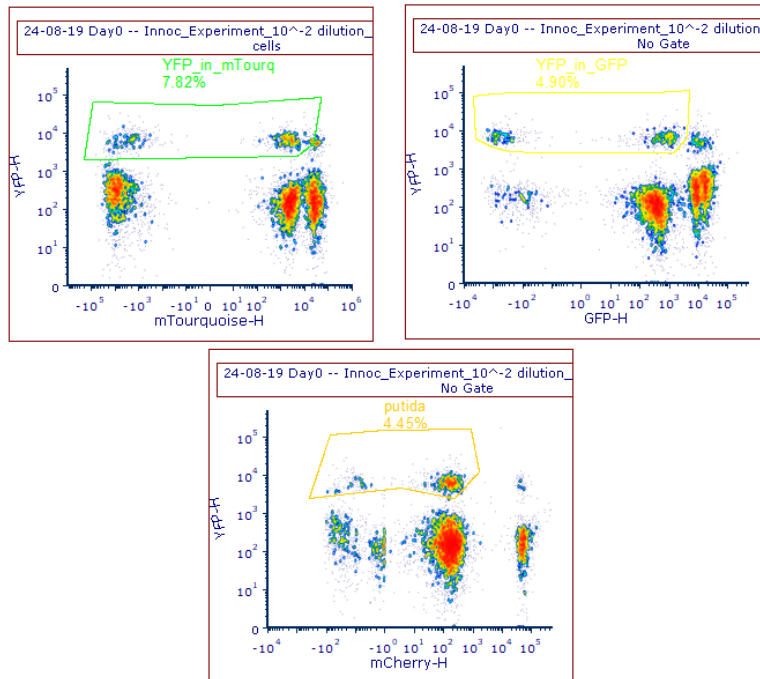 24-08-19 Day0 -- Innoc_Experiment_10^-2 dilution_
cells
YFP_in_mTourq
7.82%
10^5
10^4
10^3
10^2
10^1
0
YFP-H
-10^5 -10^3 -10^1 0 10^2 10^4 10^6
mTourquoise-H
24-08-19 Day0 -- Innoc_Experiment_10^-2 dilution_
No Gate
YFP_in_GFP
4.90%
10^5
10^4
10^3
10^2
10^1
0
YFP-H
-10^4 -10^2 10^0 10^1 10^2 10^3 10^4 10^5
GFP-H
24-08-19 Day0 -- Innoc_Experiment_10^-2 dilution_
No Gate
putida
4.45%
10^5
10^4
10^3
10^2
10^1
0
YFP-H
-10^4 -10^2 -10^0 10^1 10^2 10^3 10^4 10^5
mCherry-H